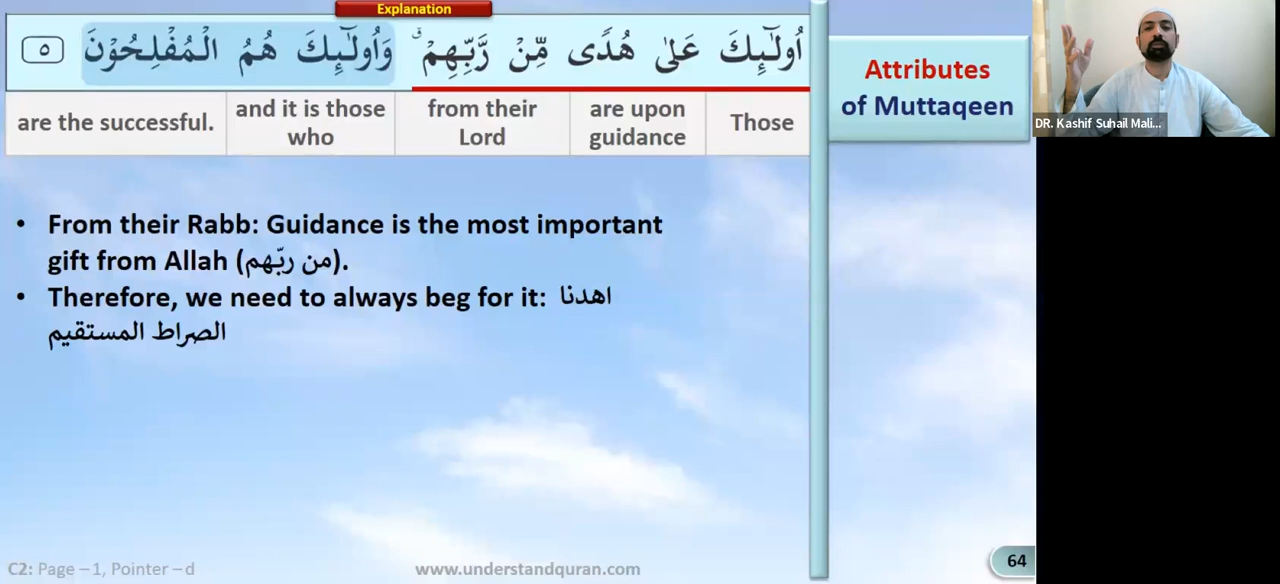 Explanation
اُولٰٓئِكَ عَلٰى هُدًى مِّنْ رَّبِّهِمْ ۗ وَاُولٰٓئِكَ هُمُ الْمُفْلِحُوْنَ ٥
Those
are upon
guidance
from their
Lord
and it is those
who
are the successful.
Attributes
of Muttaqeen
DR. Kashif Suhail Mali...
• From their Rabb: Guidance is the most important
gift from Allah (من ربّهم).
• Therefore, we need to always beg for it: اهدنا
الصراط المستقيم
C2: Page – 1, Pointer – d
www.understandquran.com
64